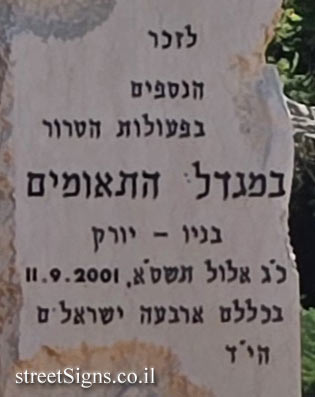 לזכר
הנספים
בפעולות הטרור
במגדל התאומים
בניו - יורק
כ"ג אלול תשס"א, 11.9.2001
בכללם ארבעה ישראלים
הי"ד
streetSigns.co.il